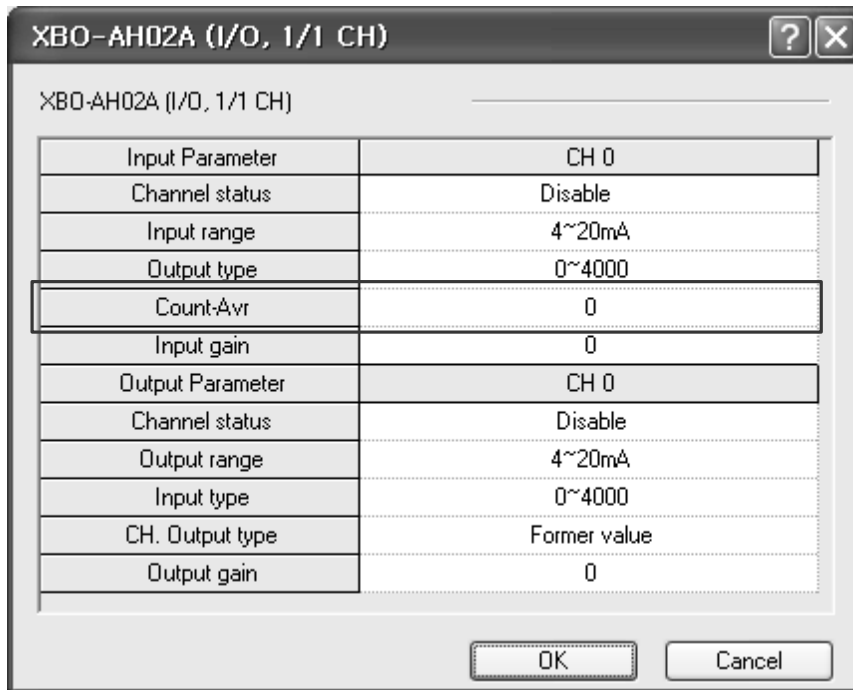 XBO-AH02A (I/O, 1/1 CH)
XBO-AH02A (I/O, 1/1 CH)
Input Parameter CH 0
Channel status Disable
Input range 4~20mA
Output type 0~4000
Count-Avr 0
Input gain 0
Output Parameter CH 0
Channel status Disable
Output range 4~20mA
Input type 0~4000
CH. Output type Former value
Output gain 0
OK Cancel